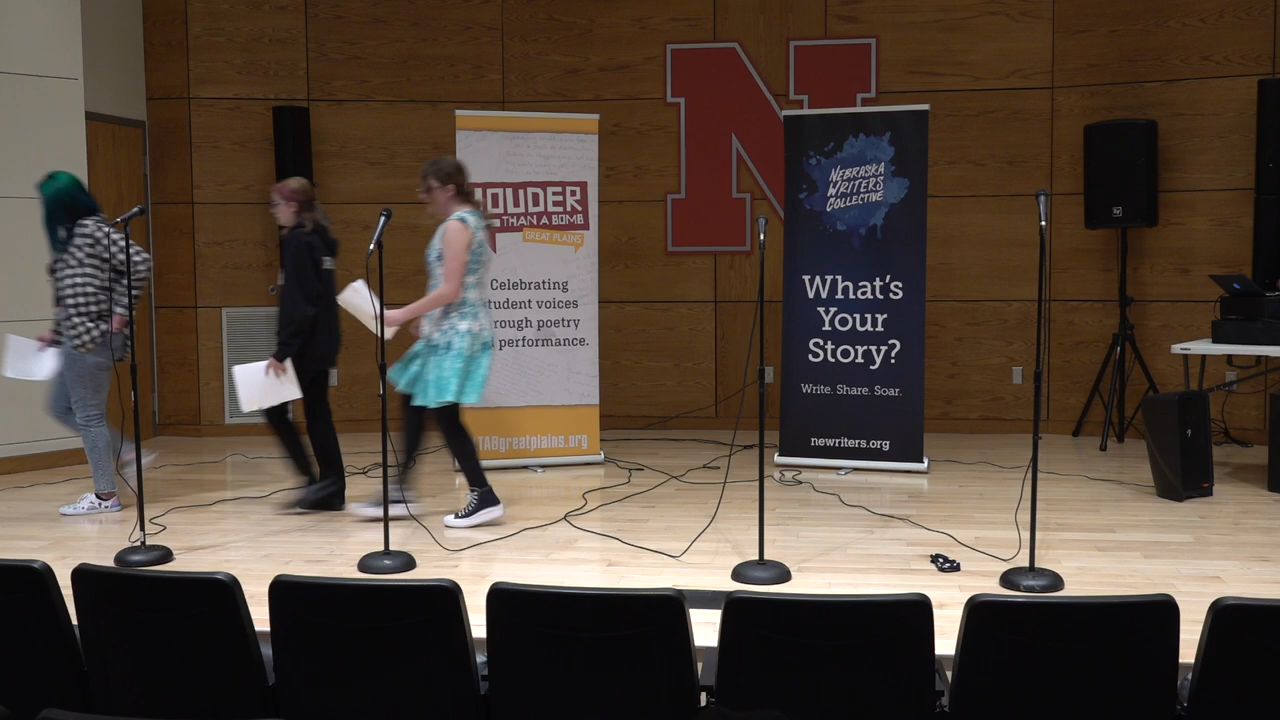 LOUDER
THAN A BOMB
GREAT PLAINS
Celebrating
student voices
through poetry
performance.
LTABgreatplains.org
N
NEBRASKA
WRITERS
COLLECTIVE
What's
Your
Story?
Write. Share. Soar.
newriters.org